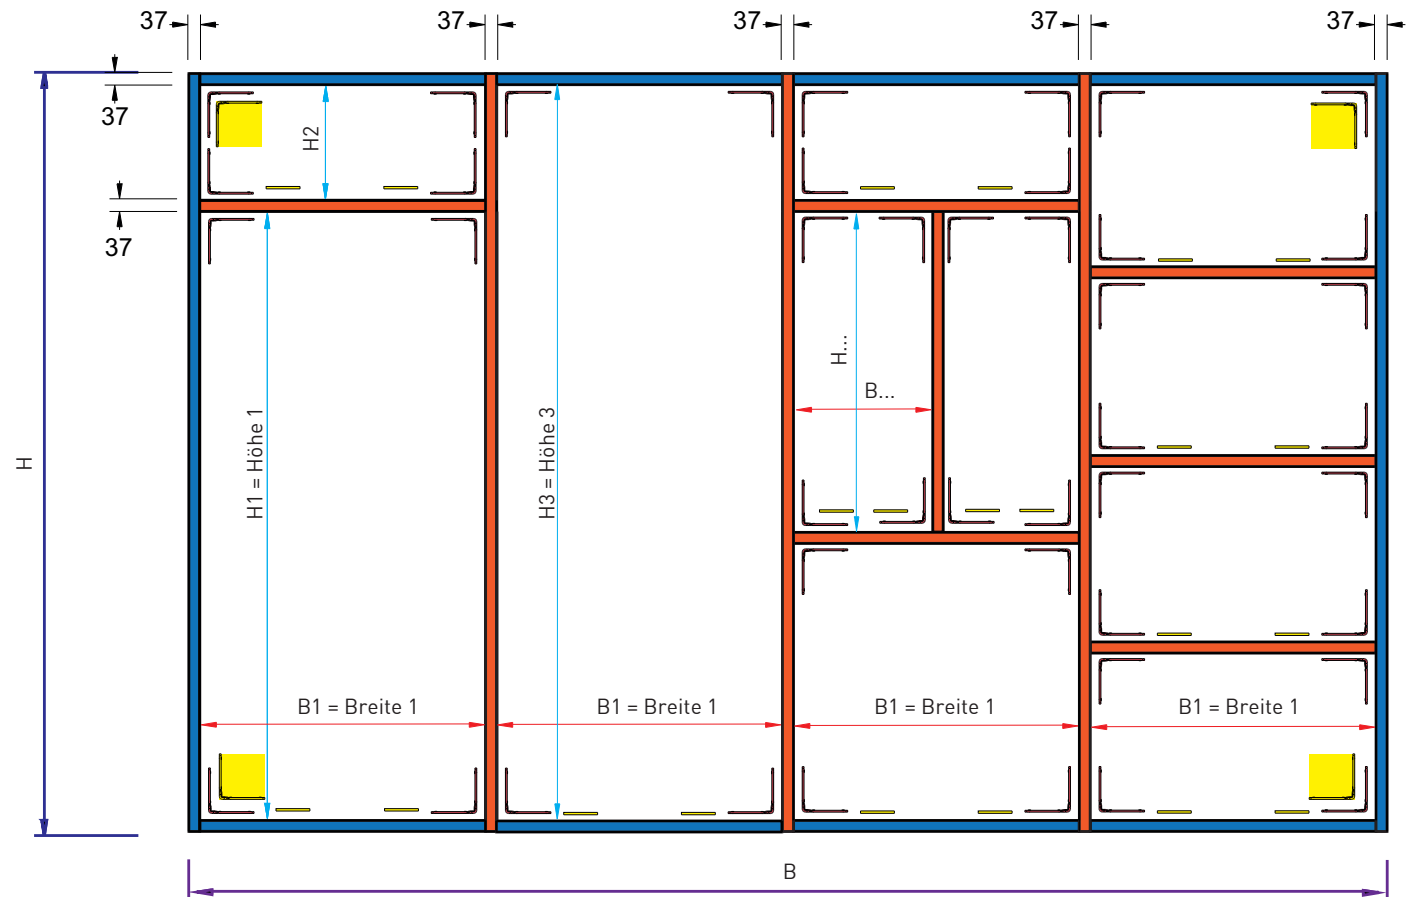 37
37
37
37
37
37
37
H2
H
H1 = Höhe 1
H3 = Höhe 3
H...
B...
B1 = Breite 1
B1 = Breite 1
B1 = Breite 1
B1 = Breite 1
B